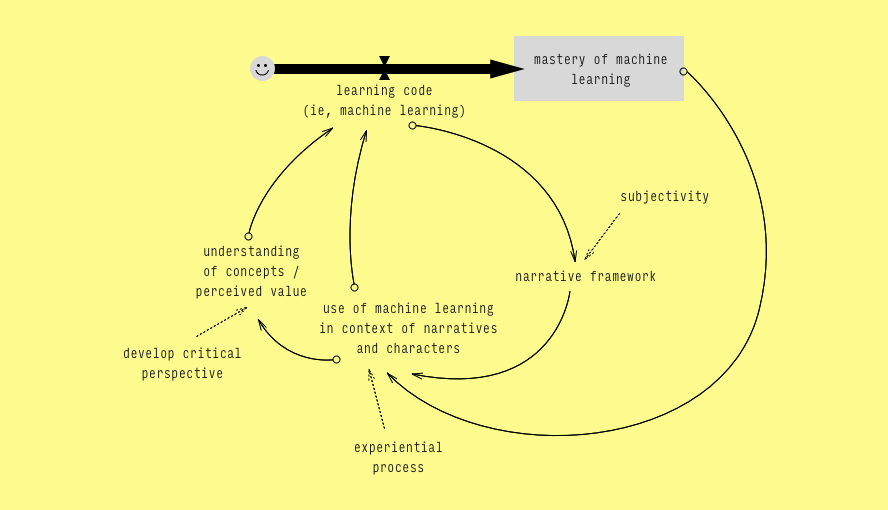 mastery of machine
learning
learning code
(ie, machine learning)
subjectivity
understanding
of concepts /
perceived value
narrative framework
use of machine learning
in context of narratives
and characters
develop critical
perspective
experiential
process